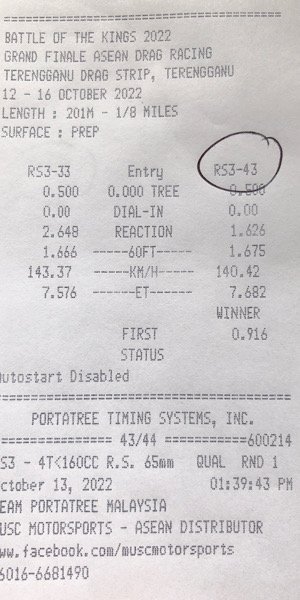 BATTLE OF THE KINGS 2022
GRAND FINALE ASEAN DRAG RACING
TERENGGANU DRAG STRIP, TERENGGANU
12 - 16 OCTOBER 2022
LENGTH : 201M - 1/8 MILES
SURFACE : PREP
RS3-33 Entry RS3-43
0.500 0.000 TREE 0.500
0.00 DIAL-IN 0.00
2.648 REACTION 1.626
1.666 ------60FT------ 1.675
143.37 ------KM/H------ 140.42
7.576 ------ET------ 7.682
WINNER
FIRST 0.916
STATUS
utostart Disabled
PORTATREE TIMING SYSTEMS, INC.
============== 43/44 ===========600214
S3 - 4T<160CC R.S. 65mm QUAL RND 1
ctober 13, 2022 01:39:43 PM
EAM PORTATREE MALAYSIA
USC MOTORSPORTS - ASEAN DISTRIBUTOR
ww.facebook.com/muscmotorsports
6016-6681490